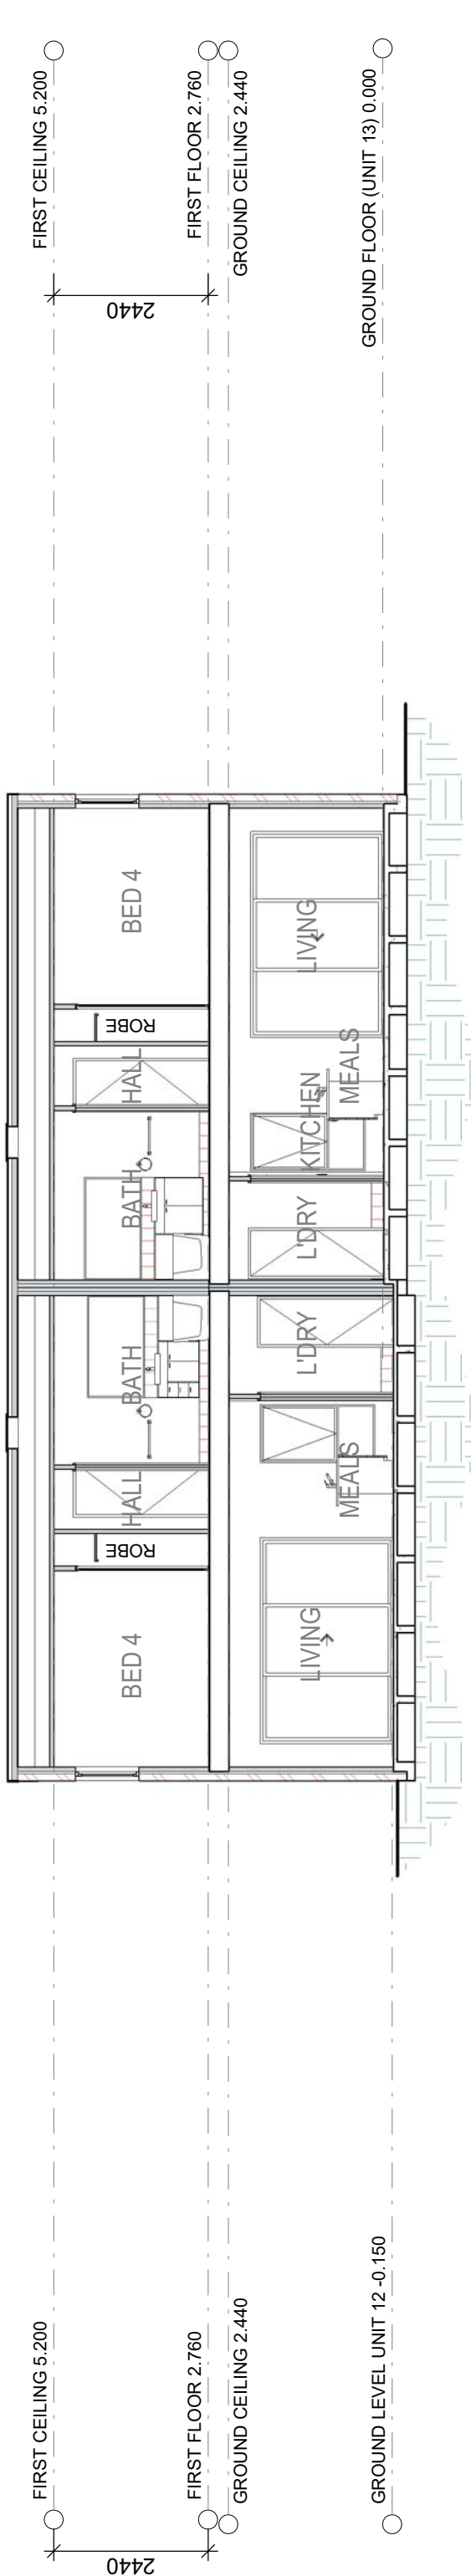 FIRST CEILING 5.200
FIRST FLOOR 2.760
GROUND CEILING 2.440
GROUND FLOOR (UNIT 13) 0.000
2440
BED 4
ROBE
HALL
BATH
LIVING
MEALS
KITCHEN
L'DRY
BATH
HALL
ROBE
BED 4
L'DRY
MEALS
LIVING
FIRST CEILING 5.200
FIRST FLOOR 2.760
GROUND CEILING 2.440
GROUND LEVEL UNIT 12 -0.150
2440